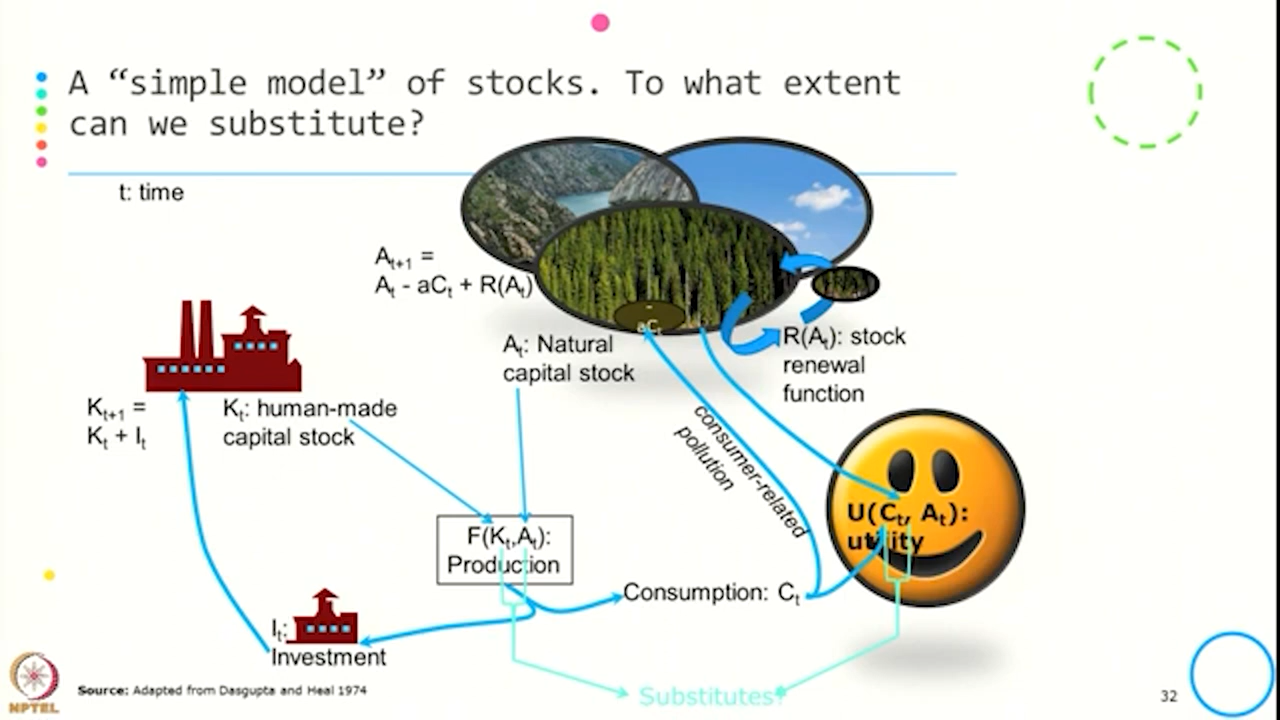 A “simple model” of stocks. To what extent
can we substitute?
t: time
At+1 =
At - aCt + R(At)
-
aCt
At: Natural
capital stock
R(At): stock
renewal
function
Kt+1 =
Kt + It
Kt: human-made
capital stock
consumer-related
pollution
U(Ct, At):
utility
F(Kt,At):
Production
Consumption: Ct
It:
Investment
Source: Adapted from Dasgupta and Heal 1974
Substitutes?
32
NPTEL